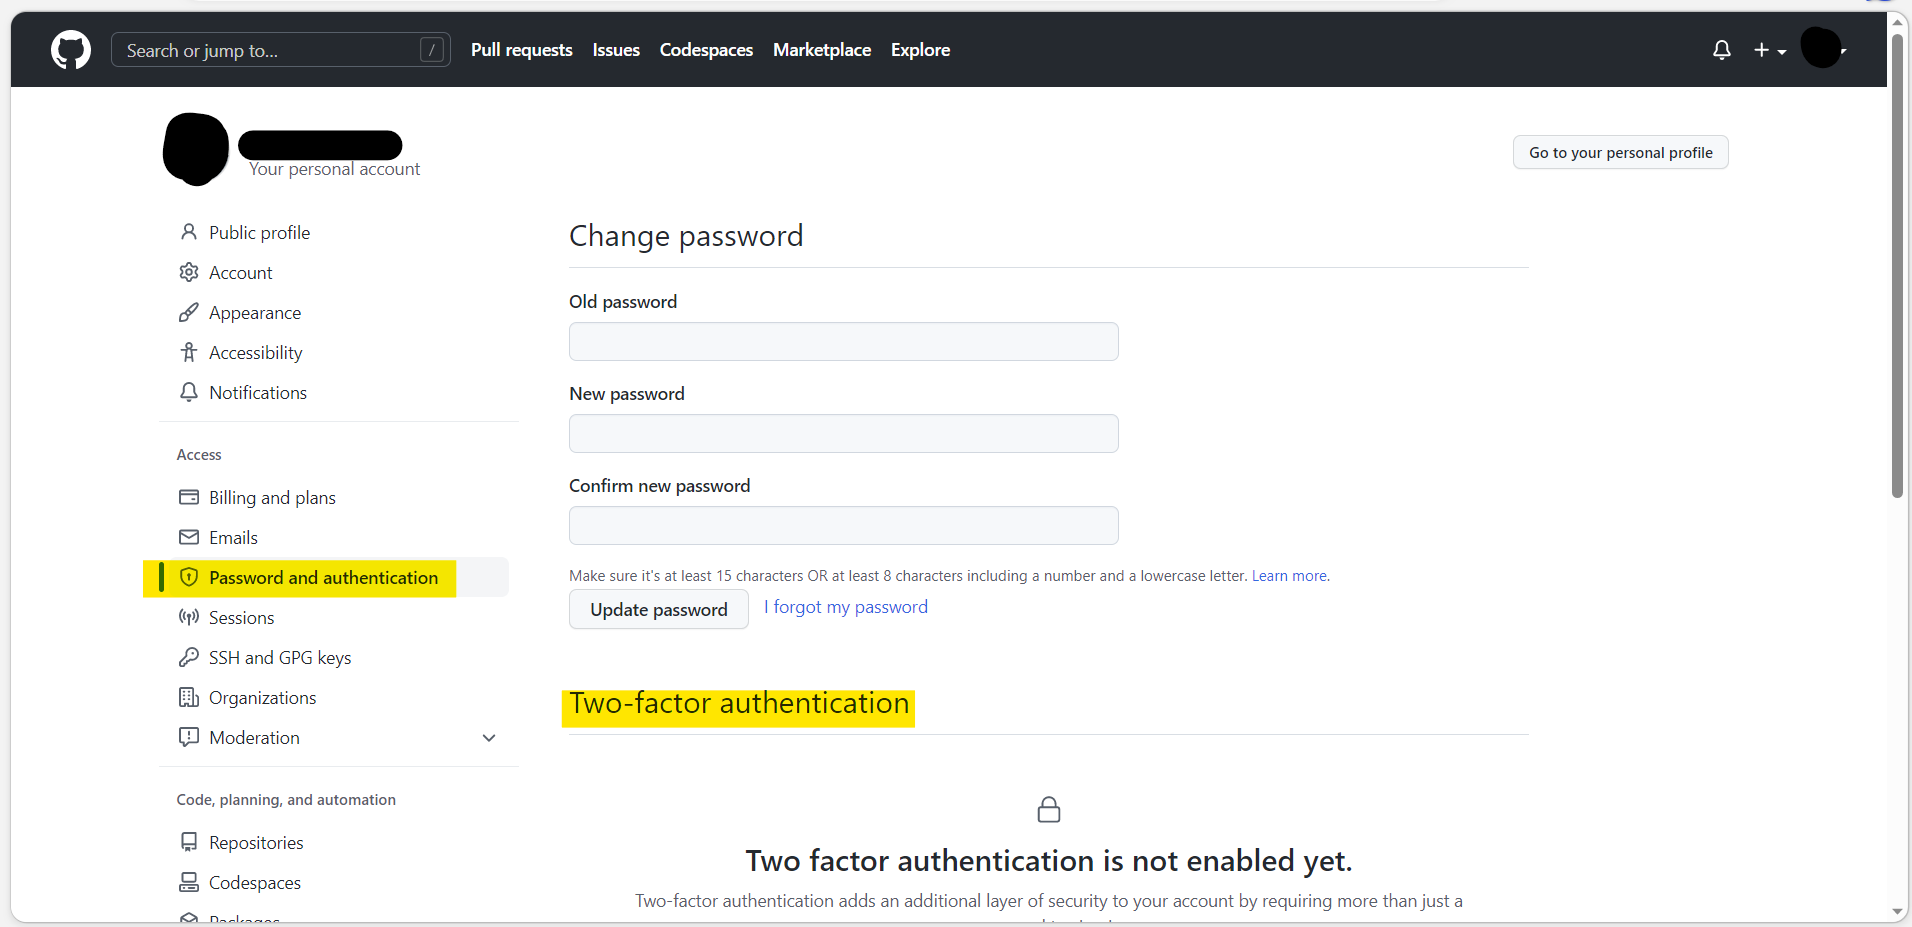 Search or jump to... /
Pull requests Issues Codespaces Marketplace Explore
Your personal account
Go to your personal profile
Public profile
Account
Appearance
Accessibility
Notifications
Access
Billing and plans
Emails
Password and authentication
Sessions
SSH and GPG keys
Organizations
Moderation
Code, planning, and automation
Repositories
Codespaces
Packages
Change password
Old password
New password
Confirm new password
Make sure it's at least 15 characters OR at least 8 characters including a number and a lowercase letter. Learn more.
Update password I forgot my password
Two-factor authentication
Two factor authentication is not enabled yet.
Two-factor authentication adds an additional layer of security to your account by requiring more than just a